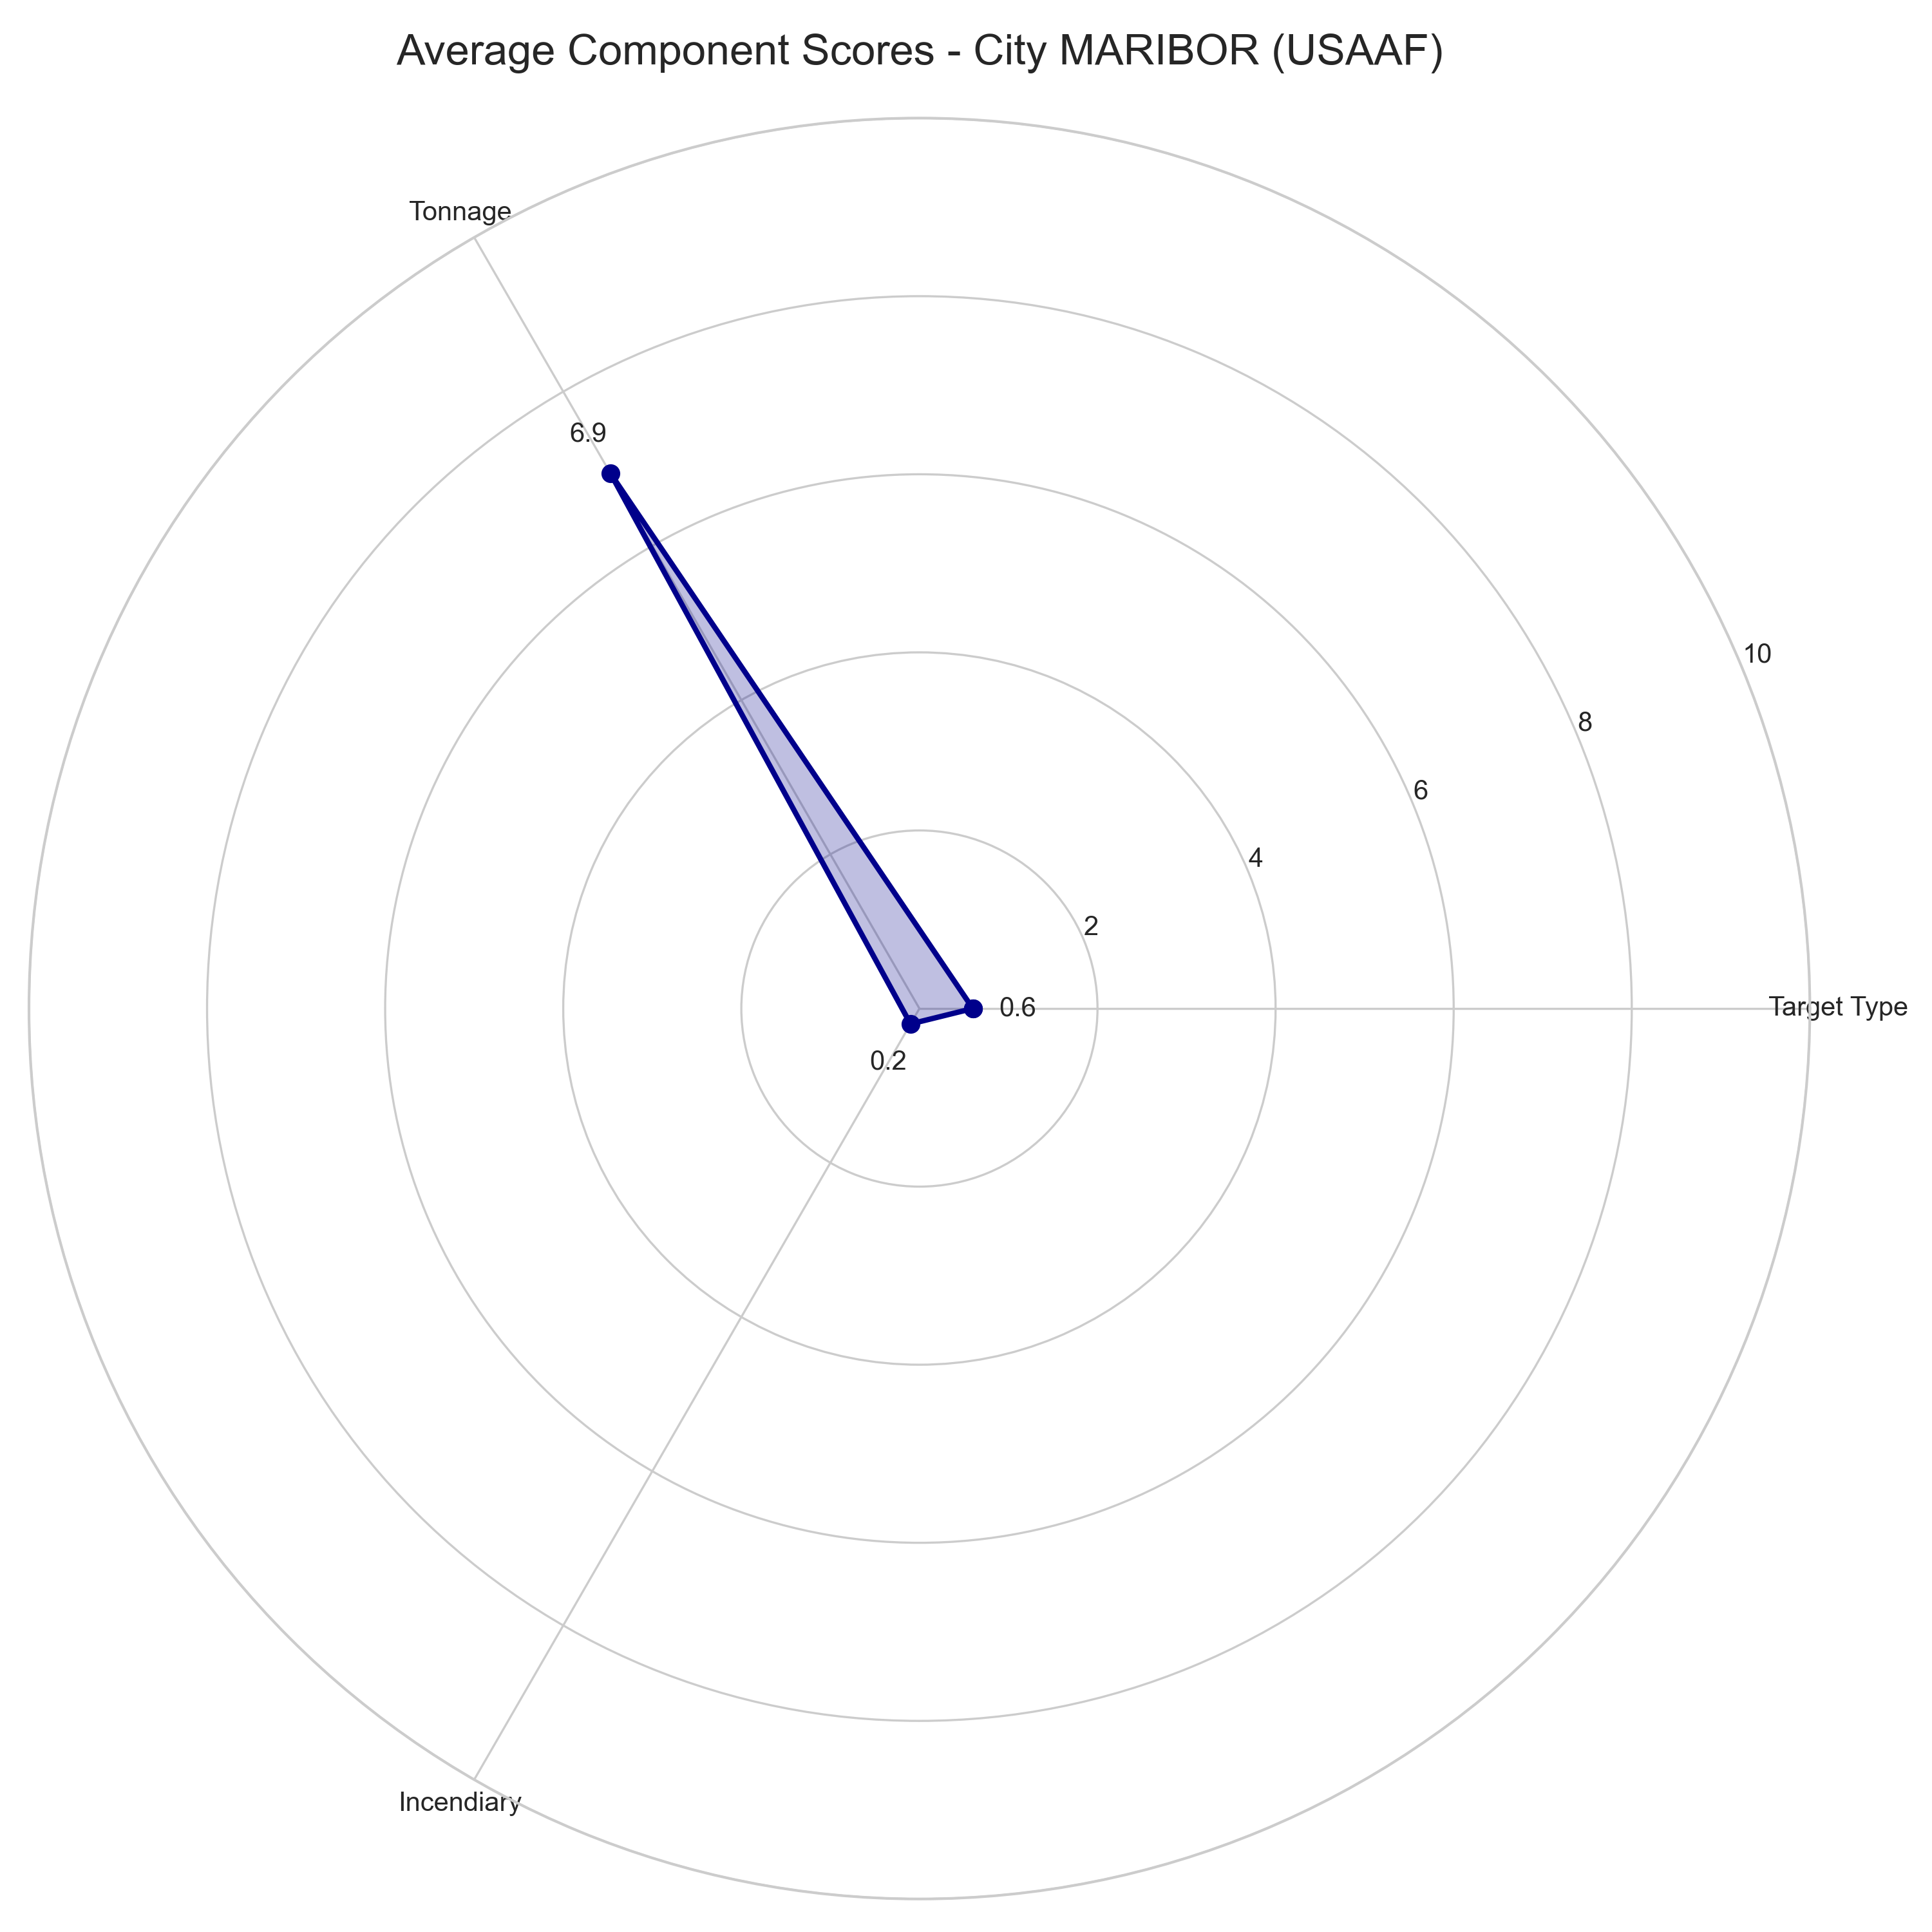 Average Component Scores - City MARIBOR (USAAF)
Tonnage
6.9
10
8
6
4
2
0.6
Target Type
0.2
Incendiary